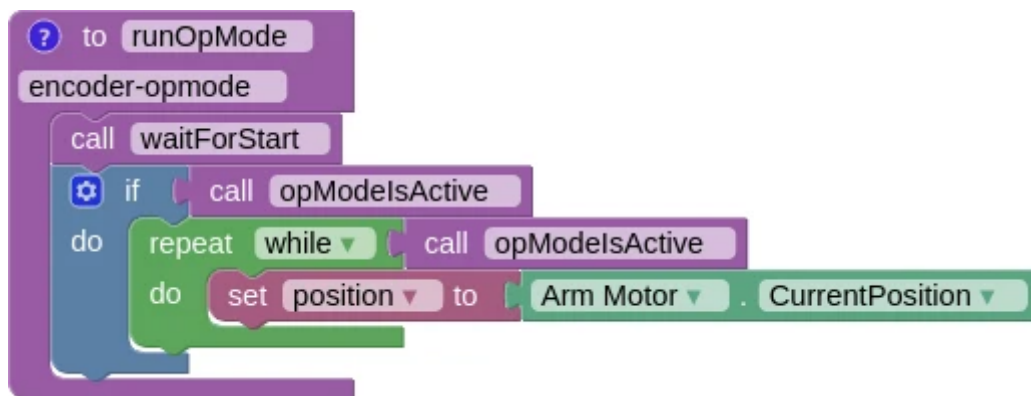 ? to runOpMode
encoder-opmode
call waitForStart
if call opModeIsActive
do repeat while call opModeIsActive
do set position to Arm Motor . CurrentPosition